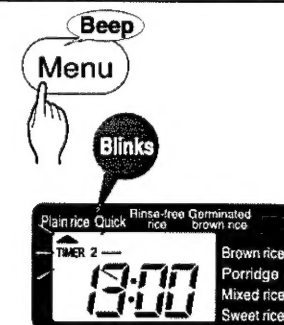 Beep
Menu
Blinks
Plain rice Quick Rinse-free rice Germinated brown rice
TIMER 2
19:00
Brown rice
Porridge
Mixed rice
Sweet rice